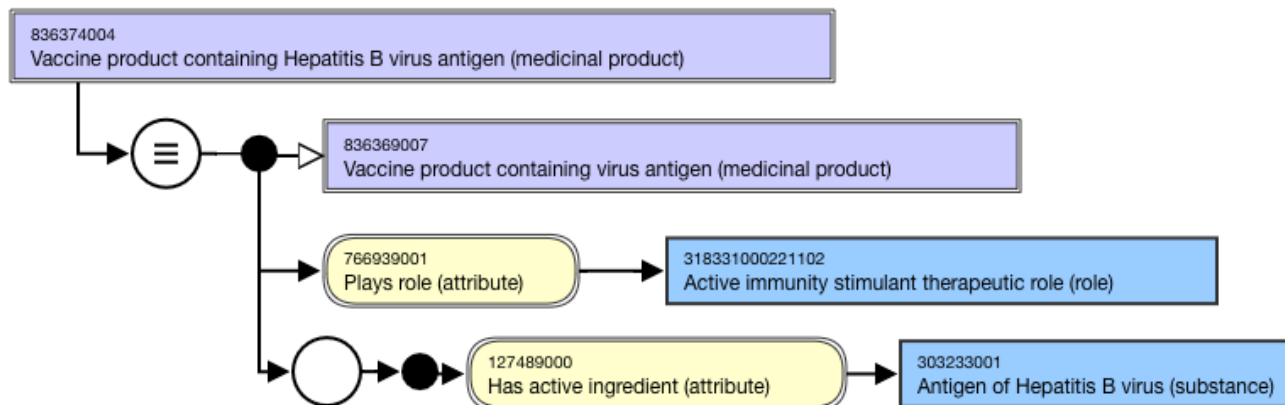 836374004
Vaccine product containing Hepatitis B virus antigen (medicinal product)
836369007
Vaccine product containing virus antigen (medicinal product)
766939001
Plays role (attribute)
318331000221102
Active immunity stimulant therapeutic role (role)
127489000
Has active ingredient (attribute)
303233001
Antigen of Hepatitis B virus (substance)